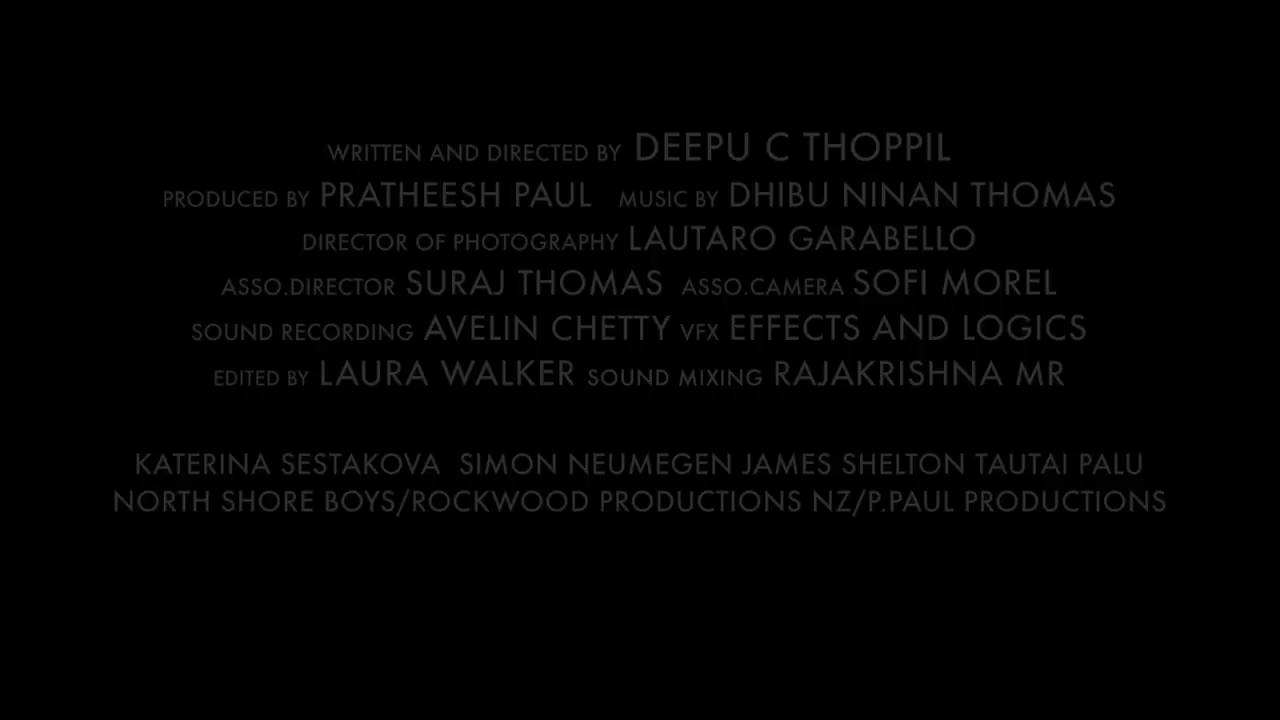 WRITTEN AND DIRECTED BY DEEPU C THOPPIL
PRODUCED BY PRATHEESH PAUL MUSIC BY DHIBU NINAN THOMAS
DIRECTOR OF PHOTOGRAPHY LAUTARO GARABELLO
ASSO.DIRECTOR SURAJ THOMAS ASSO.CAMERA SOFI MOREL
SOUND RECORDING AVELIN CHETTY VFX EFFECTS AND LOGICS
EDITED BY LAURA WALKER SOUND MIXING RAJAKRISHNA MR
KATERINA SESTAKOVA SIMON NEUMEGEN JAMES SHELTON TAUTAI PALU
NORTH SHORE BOYS/ROCKWOOD PRODUCTIONS NZ/P.PAUL PRODUCTIONS